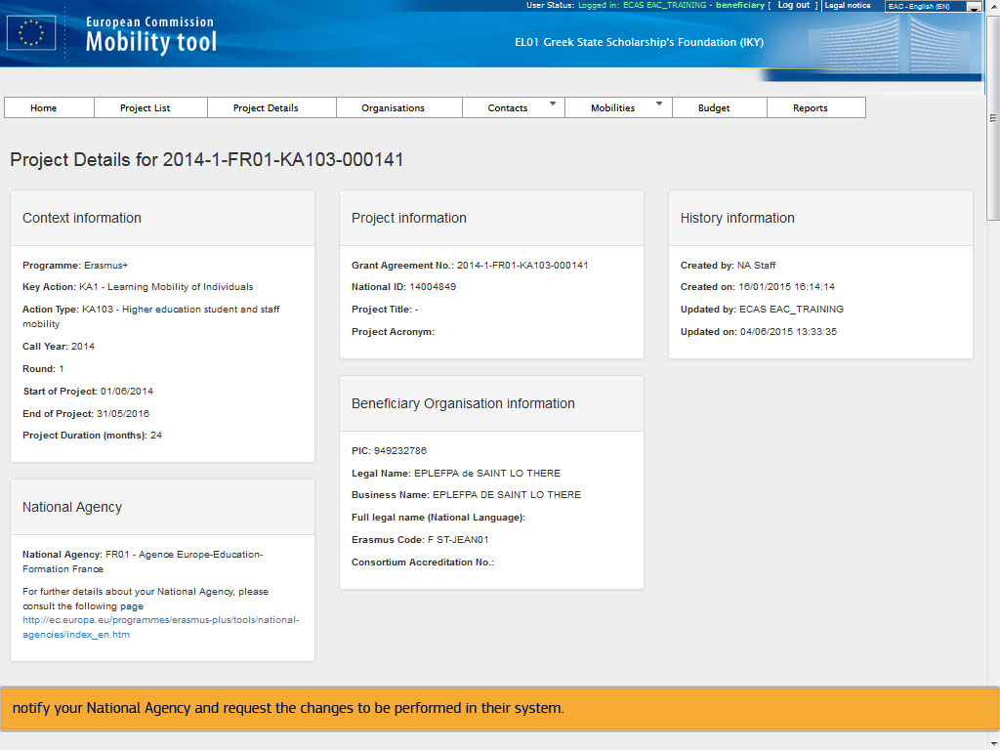 User Status: Logged in: ECAS EAC_TRAINING - beneficiary [ Log out ] Legal notice EAC - English (EN)
European Commission
Mobility tool
EL01 Greek State Scholarship's Foundation (IKY)
Home Project List Project Details Organisations Contacts Mobilities Budget Reports
Project Details for 2014-1-FR01-KA103-000141
Context information
Programme: Erasmus+
Key Action: KA1 - Learning Mobility of Individuals
Action Type: KA103 - Higher education student and staff
mobility
Call Year: 2014
Round: 1
Start of Project: 01/06/2014
End of Project: 31/05/2016
Project Duration (months): 24
National Agency
National Agency: FR01 - Agence Europe-Education-
Formation France
For further details about your National Agency, please
consult the following page
http://ec.europa.eu/programmes/erasmus-plus/tools/national-
agencies/index_en.htm
Project information
Grant Agreement No.: 2014-1-FR01-KA103-000141
National ID: 14004849
Project Title: -
Project Acronym:
Beneficiary Organisation information
PIC: 949232786
Legal Name: EPLEFPA de SAINT LO THERE
Business Name: EPLEFPA DE SAINT LO THERE
Full legal name (National Language):
Erasmus Code: F ST-JEAN01
Consortium Accreditation No.:
History information
Created by: NA Staff
Created on: 16/01/2015 16:14:14
Updated by: ECAS EAC_TRAINING
Updated on: 04/06/2015 13:33:35
notify your National Agency and request the changes to be performed in their system.